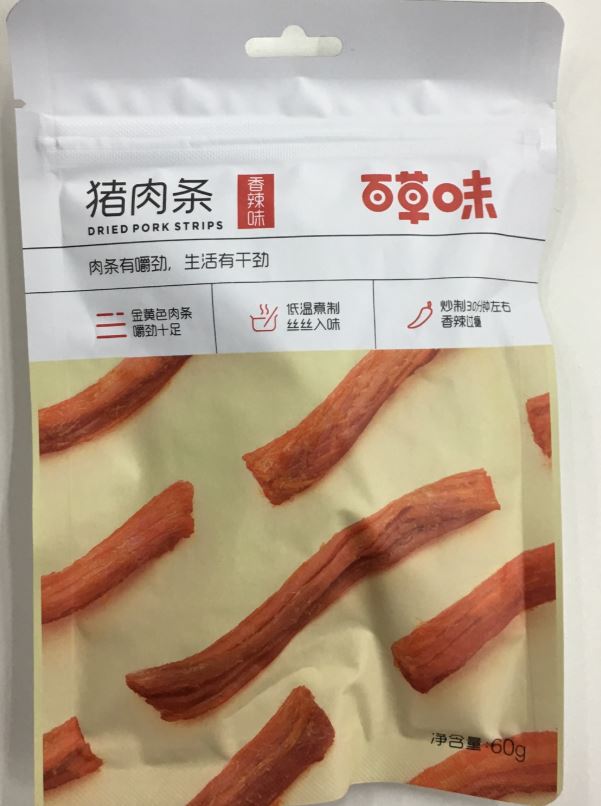 猪肉条
香辣味
百草味
DRIED PORK STRIPS
肉条有嚼劲，生活有干劲
金黄色肉条
嚼劲十足
低温煮制
丝丝入味
炒制30分钟左右
香辣过瘾
净含量:60g